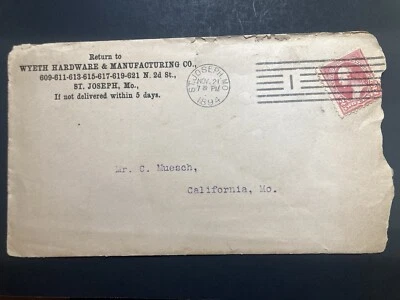 Return to
WYETH HARDWARE & MANUFACTURING CO.,
609-611-613-615-617-619-621 N. 2d St.,
ST. JOSEPH, Mo.,
If not delivered within 5 days.
ST. JOSEPH, MO.
NOV. 21
7 PM
1894
1
Mr. C. Muesch,
California, Mo.